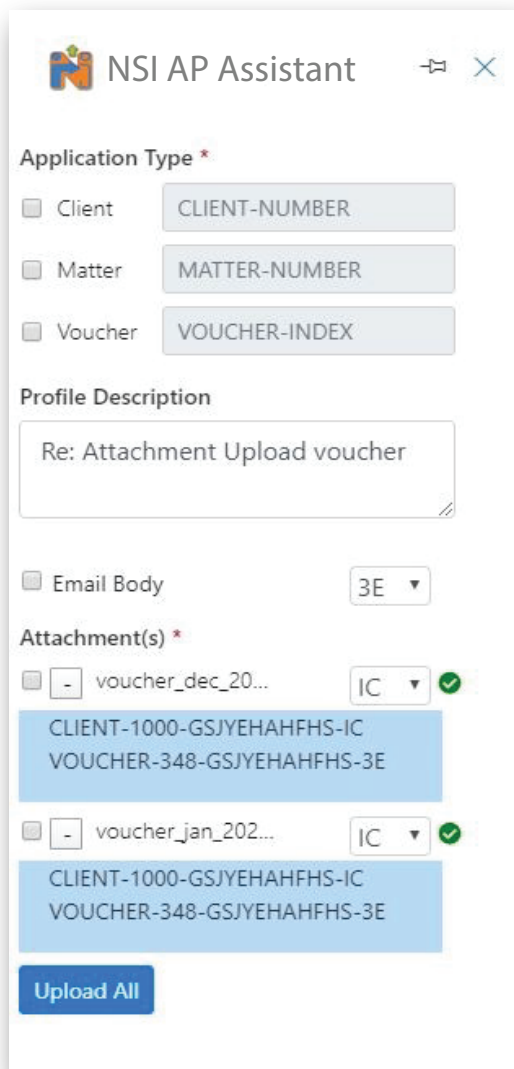 NSI AP Assistant
Application Type *
Client CLIENT-NUMBER
Matter MATTER-NUMBER
Voucher VOUCHER-INDEX
Profile Description
Re: Attachment Upload voucher
Email Body 3E
Attachment(s) *
- voucher_dec_20... IC
CLIENT-1000-GSJYEHAHFHS-IC
VOUCHER-348-GSJYEHAHFHS-3E
- voucher_jan_202... IC
CLIENT-1000-GSJYEHAHFHS-IC
VOUCHER-348-GSJYEHAHFHS-3E
Upload All